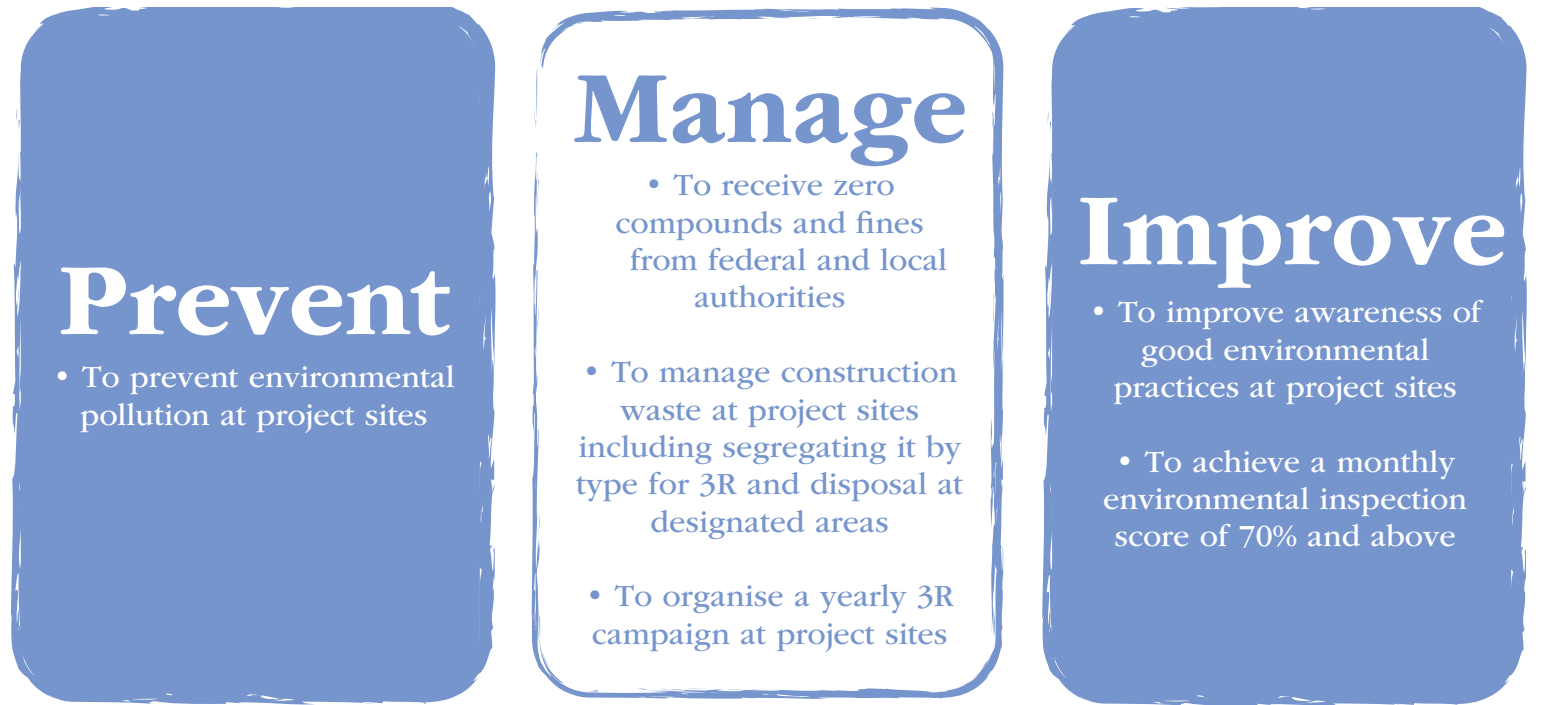 Prevent
• To prevent environmental
pollution at project sites
Manage
• To receive zero
compounds and fines
from federal and local
authorities
• To manage construction
waste at project sites
including segregating it by
type for 3R and disposal at
designated areas
• To organise a yearly 3R
campaign at project sites
Improve
• To improve awareness of
good environmental
practices at project sites
• To achieve a monthly
environmental inspection
score of 70% and above